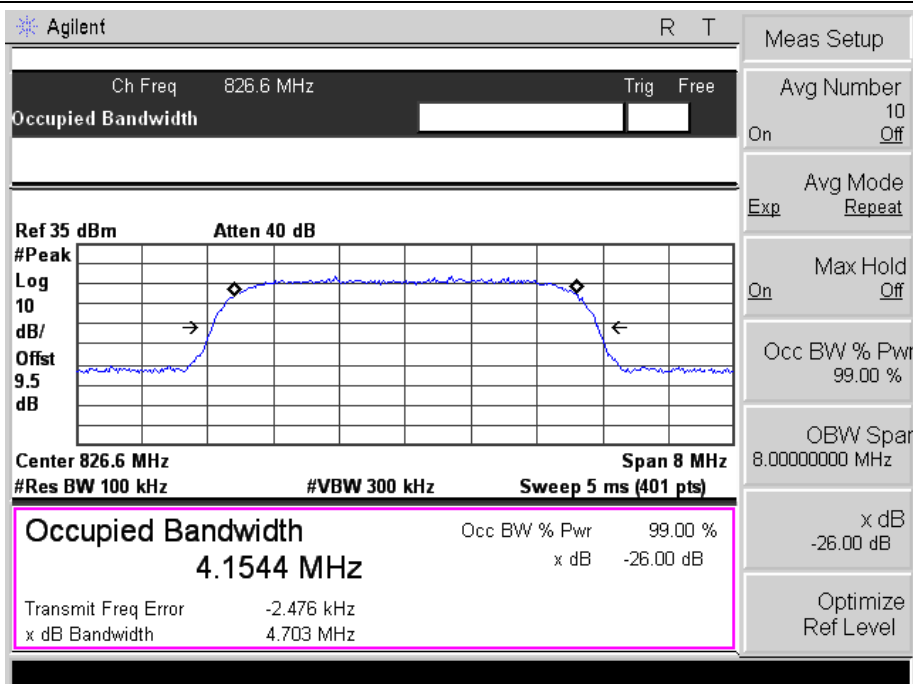 Agilent R T
Ch Freq 826.6 MHz Trig Free
Occupied Bandwidth
Ref 35 dBm Atten 40 dB
#Peak
Log
10
dB/
Offst
9.5
dB
Center 826.6 MHz Span 8 MHz
#Res BW 100 kHz #VBW 300 kHz Sweep 5 ms (401 pts)
Occupied Bandwidth
4.1544 MHz
Occ BW % Pwr 99.00 %
x dB -26.00 dB
Transmit Freq Error -2.476 kHz
x dB Bandwidth 4.703 MHz
Meas Setup
Avg Number
10
On Off
Avg Mode
Exp Repeat
Max Hold
On Off
Occ BW % Pwr
99.00 %
OBW Span
8.00000000 MHz
x dB
-26.00 dB
Optimize
Ref Level